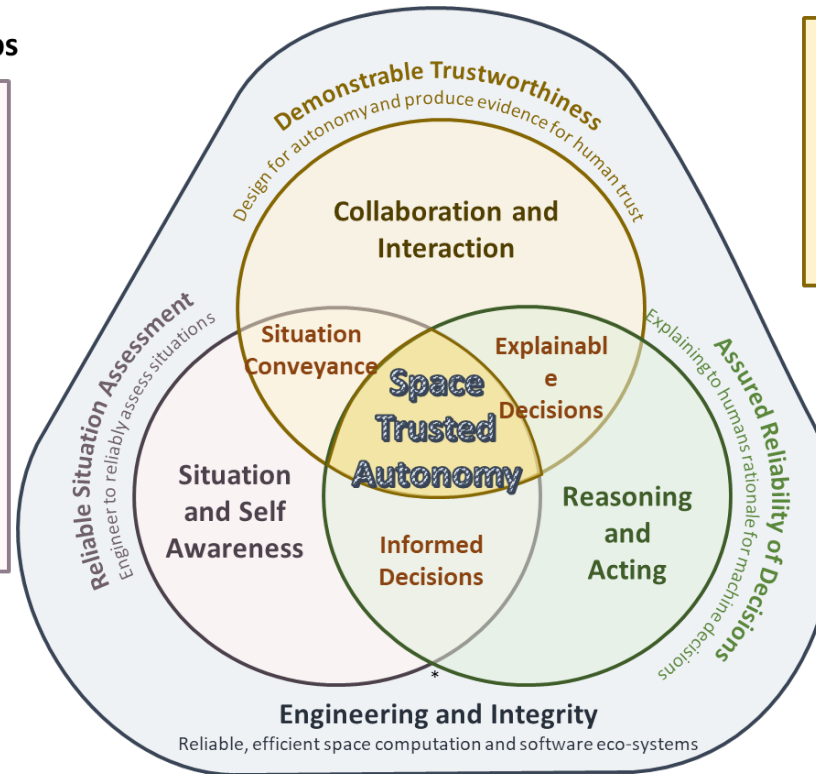 ps
Demonstrable Trustworthiness
Design for autonomy and produce evidence for human trust
Collaboration and
Interaction
Reliable Situation Assessment
Engineer to reliably assess situations
Situation
Conveyance
Explainabl
e
Decisions
Explaining to humans rationale for machine decisions
Assured Reliability of Decisions
Space
Trusted
Autonomy
Situation
and Self
Awareness
Reasoning
and
Acting
Informed
Decisions
*
Engineering and Integrity
Reliable, efficient space computation and software eco-systems